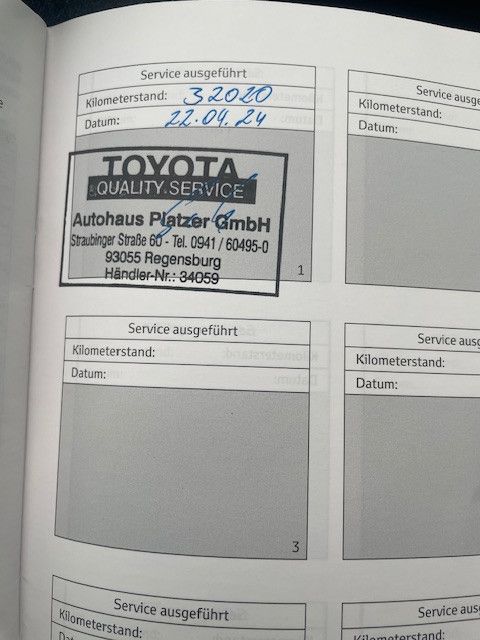 Service ausgeführt
Kilometerstand: 32020
Datum: 22.04.24
TOYOTA
QUALITY SERVICE
Autohaus Platzer GmbH
Straubinger Straße 60 - Tel. 0941 / 60495-0
93055 Regensburg
Händler-Nr.: 34059
1
Service ausge
Kilometerstand:
Datum:
Service ausgeführt
Kilometerstand:
Datum:
3
Service ausg
Kilometerstand:
Datum:
Service ausgeführt
Kilometerstand:
Service au
Kilometerstand: